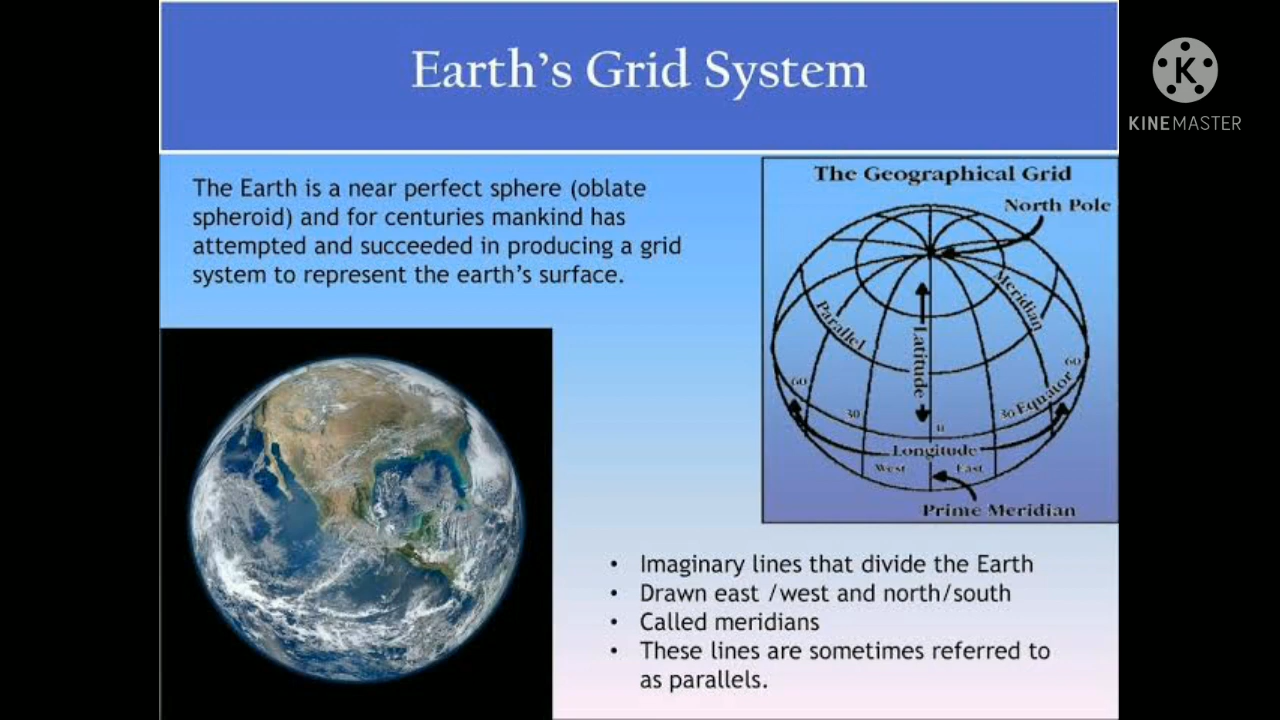 Earth's Grid System
KINEMASTER
The Earth is a near perfect sphere (oblate
spheroid) and for centuries mankind has
attempted and succeeded in producing a grid
system to represent the earth's surface.
The Geographical Grid
North Pole
Meridian
Parallel
Latitude
60
60
30
0
30
Equator
Longitude
West
East
Prime Meridian
• Imaginary lines that divide the Earth
• Drawn east /west and north/south
• Called meridians
• These lines are sometimes referred to
as parallels.